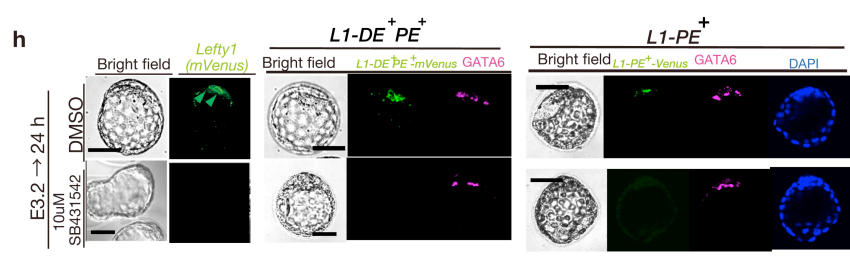 h
L1-DE+PE+
L1-PE+
Bright field
Lefty1
(mVenus)
Bright field
L1-DE+PE+-mVenus
GATA6
Bright field
L1-PE+-Venus
GATA6
DAPI
E3.2 → 24 h
DMSO
10uM
SB431542